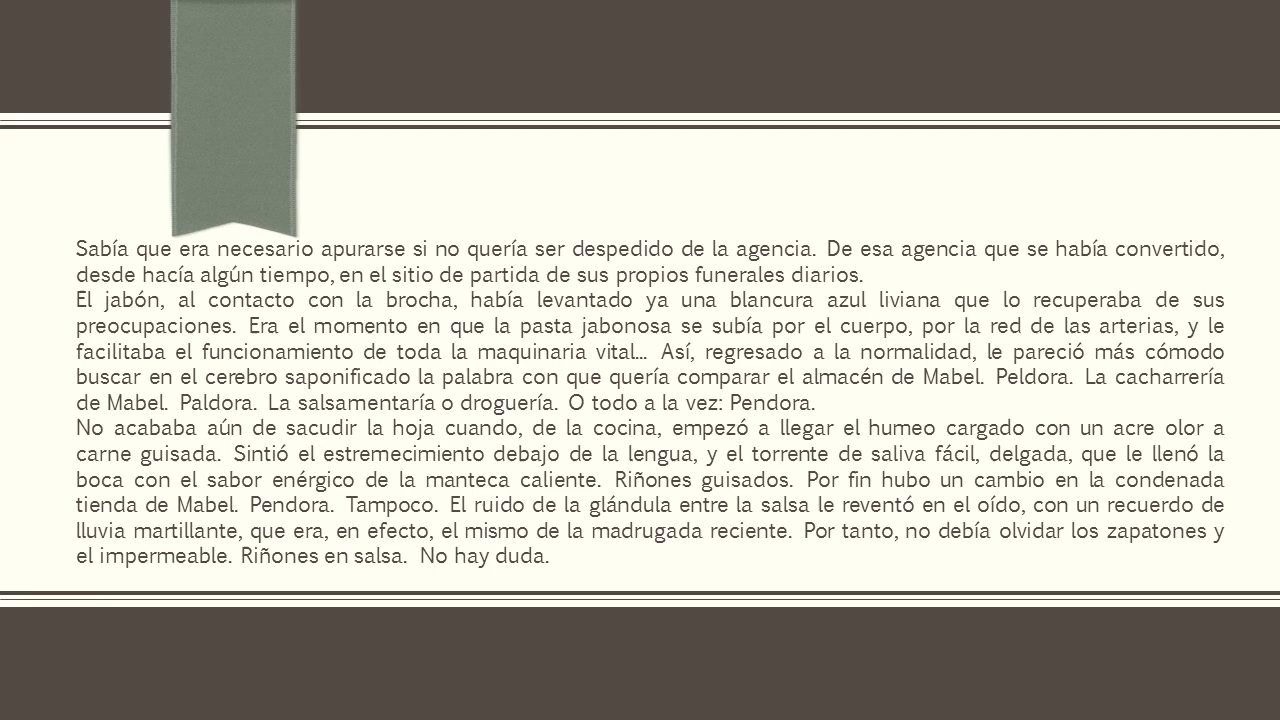 Sabía que era necesario apurarse si no quería ser despedido de la agencia. De esa agencia que se había convertido,
desde hacía algún tiempo, en el sitio de partida de sus propios funerales diarios.
El jabón, al contacto con la brocha, había levantado ya una blancura azul liviana que lo recuperaba de sus
preocupaciones. Era el momento en que la pasta jabonosa se subía por el cuerpo, por la red de las arterias, y le
facilitaba el funcionamiento de toda la maquinaria vital... Así, regresado a la normalidad, le pareció más cómodo
buscar en el cerebro saponificado la palabra con que quería comparar el almacén de Mabel. Peldora. La cacharrería
de Mabel. Paldora. La salsamentaría o droguería. O todo a la vez: Pendora.
No acababa aún de sacudir la hoja cuando, de la cocina, empezó a llegar el humeo cargado con un acre olor a
carne guisada. Sintió el estremecimiento debajo de la lengua, y el torrente de saliva fácil, delgada, que le llenó la
boca con el sabor enérgico de la manteca caliente. Riñones guisados. Por fin hubo un cambio en la condenada
tienda de Mabel. Pendora. Tampoco. El ruido de la glándula entre la salsa le reventó en el oído, con un recuerdo de
lluvia martillante, que era, en efecto, el mismo de la madrugada reciente. Por tanto, no debía olvidar los zapatones y
el impermeable. Riñones en salsa. No hay duda.